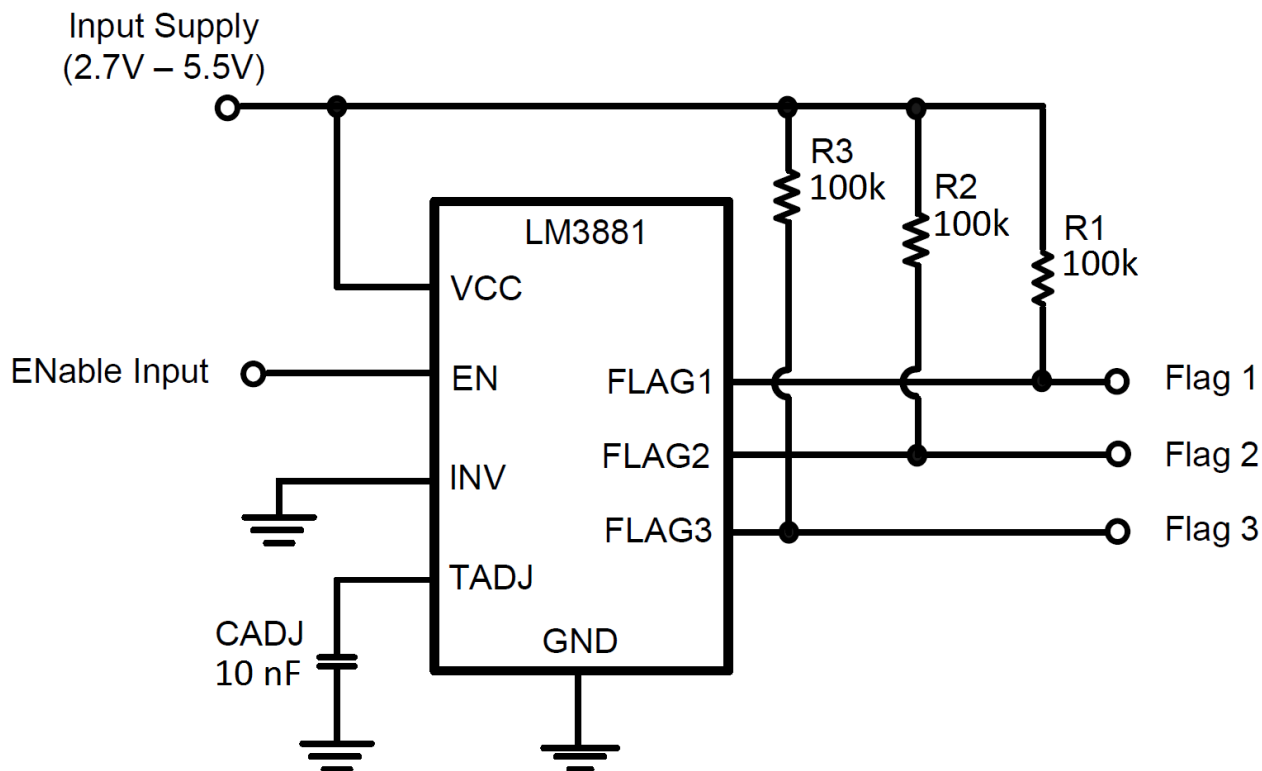 Input Supply
(2.7V – 5.5V)
R3
100k
R2
100k
R1
100k
LM3881
VCC
ENable Input
EN
FLAG1
Flag 1
FLAG2
Flag 2
INV
FLAG3
Flag 3
TADJ
CADJ
10 nF
GND